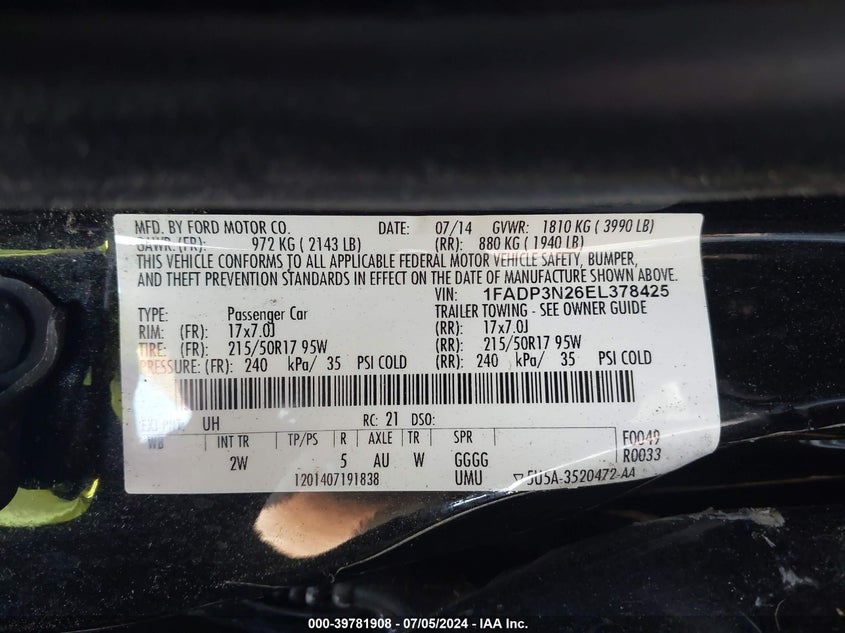 MFD. BY FORD MOTOR CO. DATE: 07/14 GVWR: 1810 KG ( 3990 LB)
GAWR: (FR): 972 KG ( 2143 LB) (RR): 880 KG ( 1940 LB)
THIS VEHICLE CONFORMS TO ALL APPLICABLE FEDERAL MOTOR VEHICLE SAFETY, BUMPER,
AND THEFT PREVENTION STANDARDS IN EFFECT ON THE DATE OF MANUFACTURE SHOWN ABOVE.
VIN: 1FADP3N26EL378425
TYPE: Passenger Car TRAILER TOWING - SEE OWNER GUIDE
RIM: (FR): 17x7.0J (RR): 17x7.0J
TIRE: (FR): 215/50R17 95W (RR): 215/50R17 95W
PRESSURE: (FR): 240 kPa/ 35 PSI COLD (RR): 240 kPa/ 35 PSI COLD
EXT PNT: UH RC: 21 DSO:
WB INT TR TP/PS R AXLE TR SPR F0049
2W 5 AU W GGGG R0033
1201407191838 UMU ▽5U5A-3520472-AA
000-39781908 - 07/05/2024 - IAA Inc.